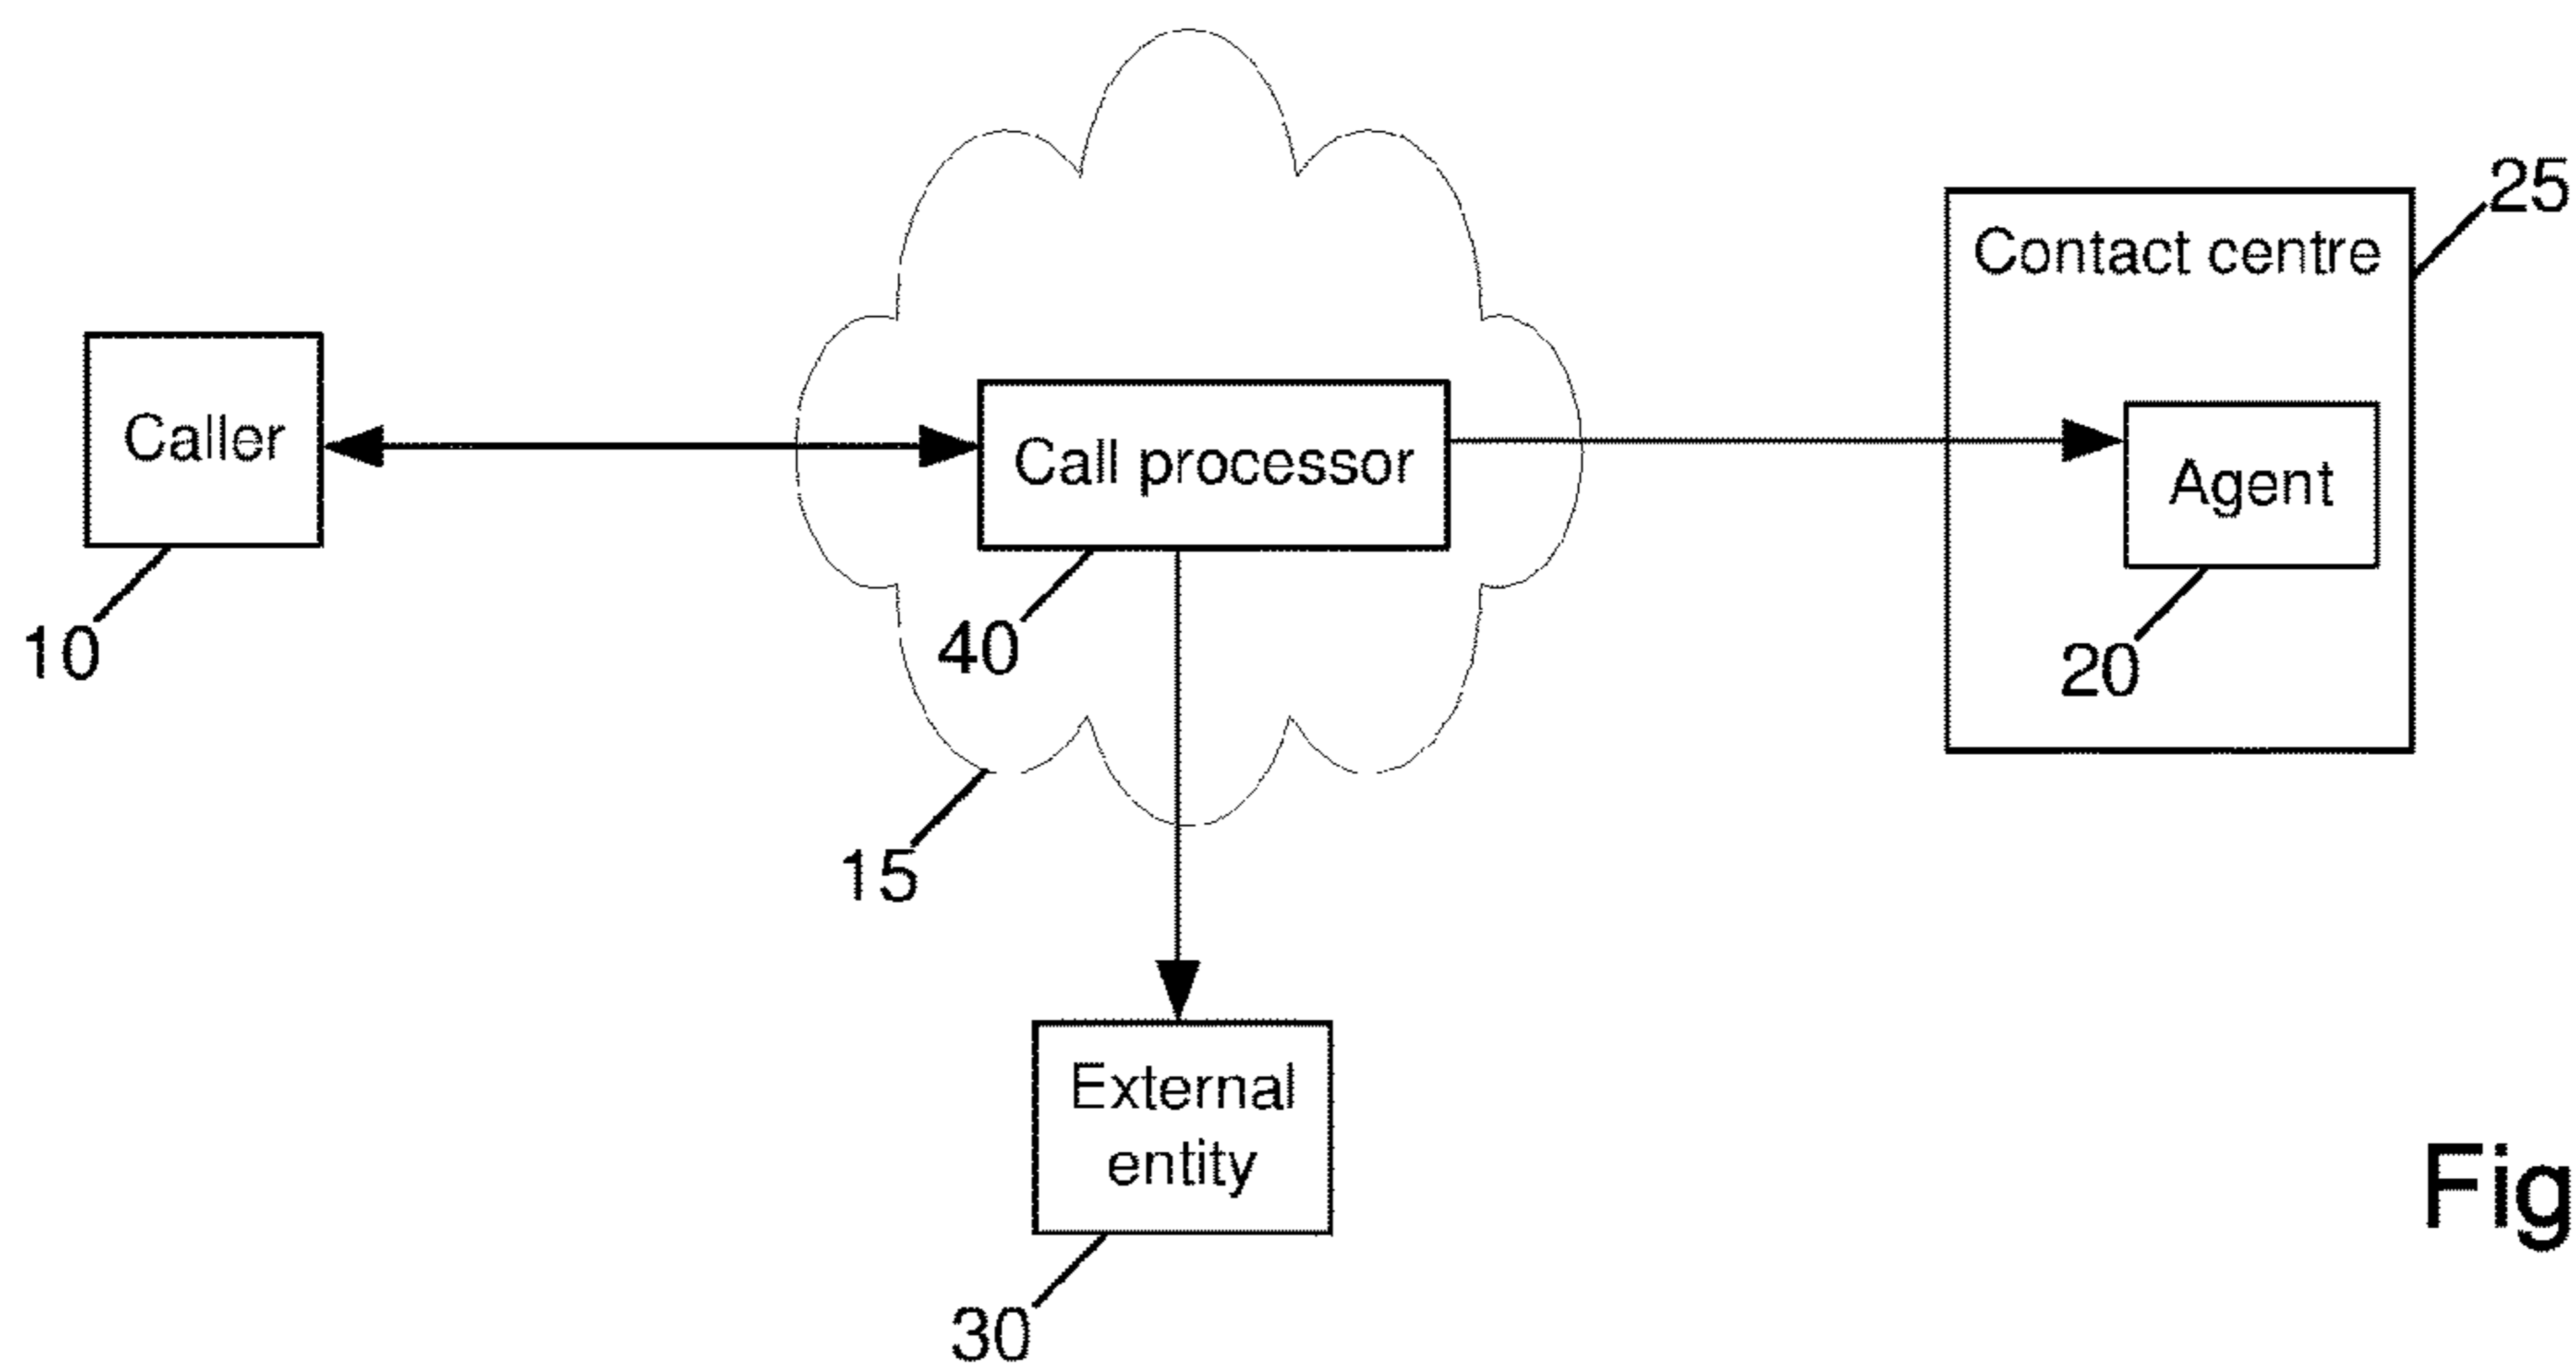 25
Contact centre
Caller
Call processor
Agent
10
40
20
15
External
entity
30
Fig